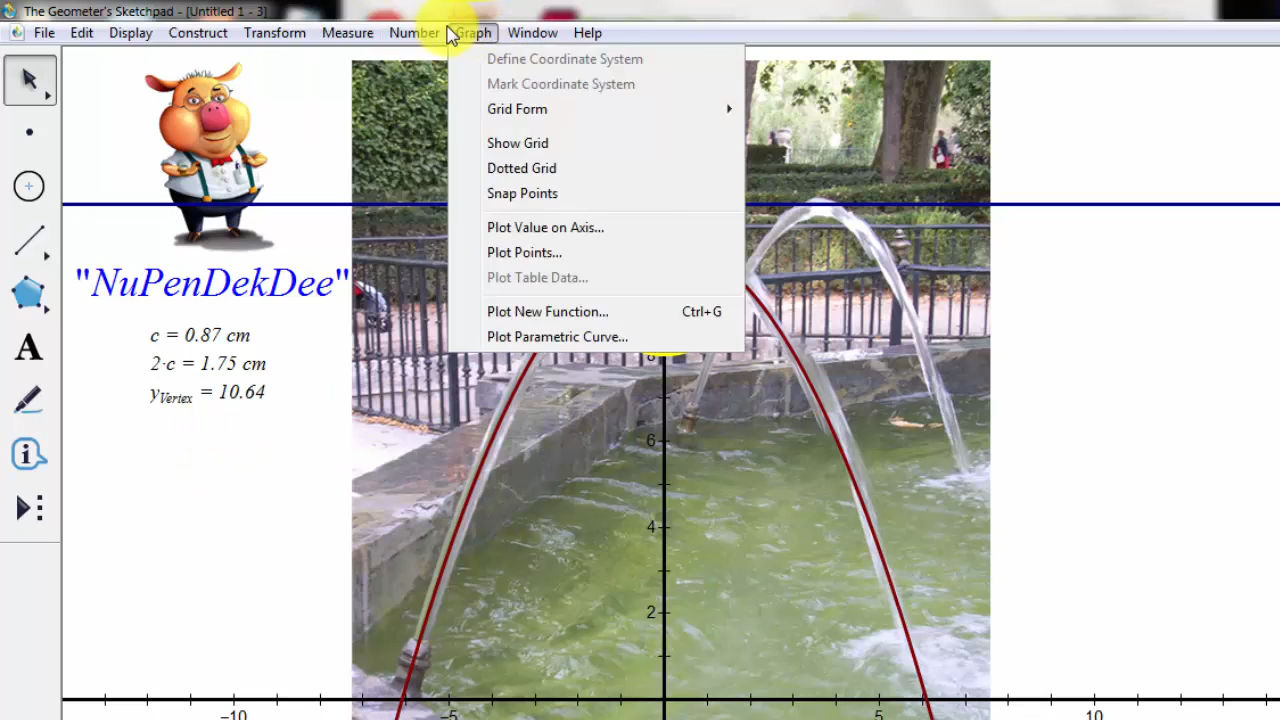 The Geometer's Sketchpad - [Untitled 1 - 3]
File Edit Display Construct Transform Measure Number Graph Window Help
Define Coordinate System
Mark Coordinate System
Grid Form
Show Grid
Dotted Grid
Snap Points
Plot Value on Axis...
Plot Points...
Plot Table Data...
Plot New Function... Ctrl+G
Plot Parametric Curve...
"NuPenDekDee"
c = 0.87 cm
2·c = 1.75 cm
yVertex = 10.64
A
i
8
6
4
2
-10 -5 5 10